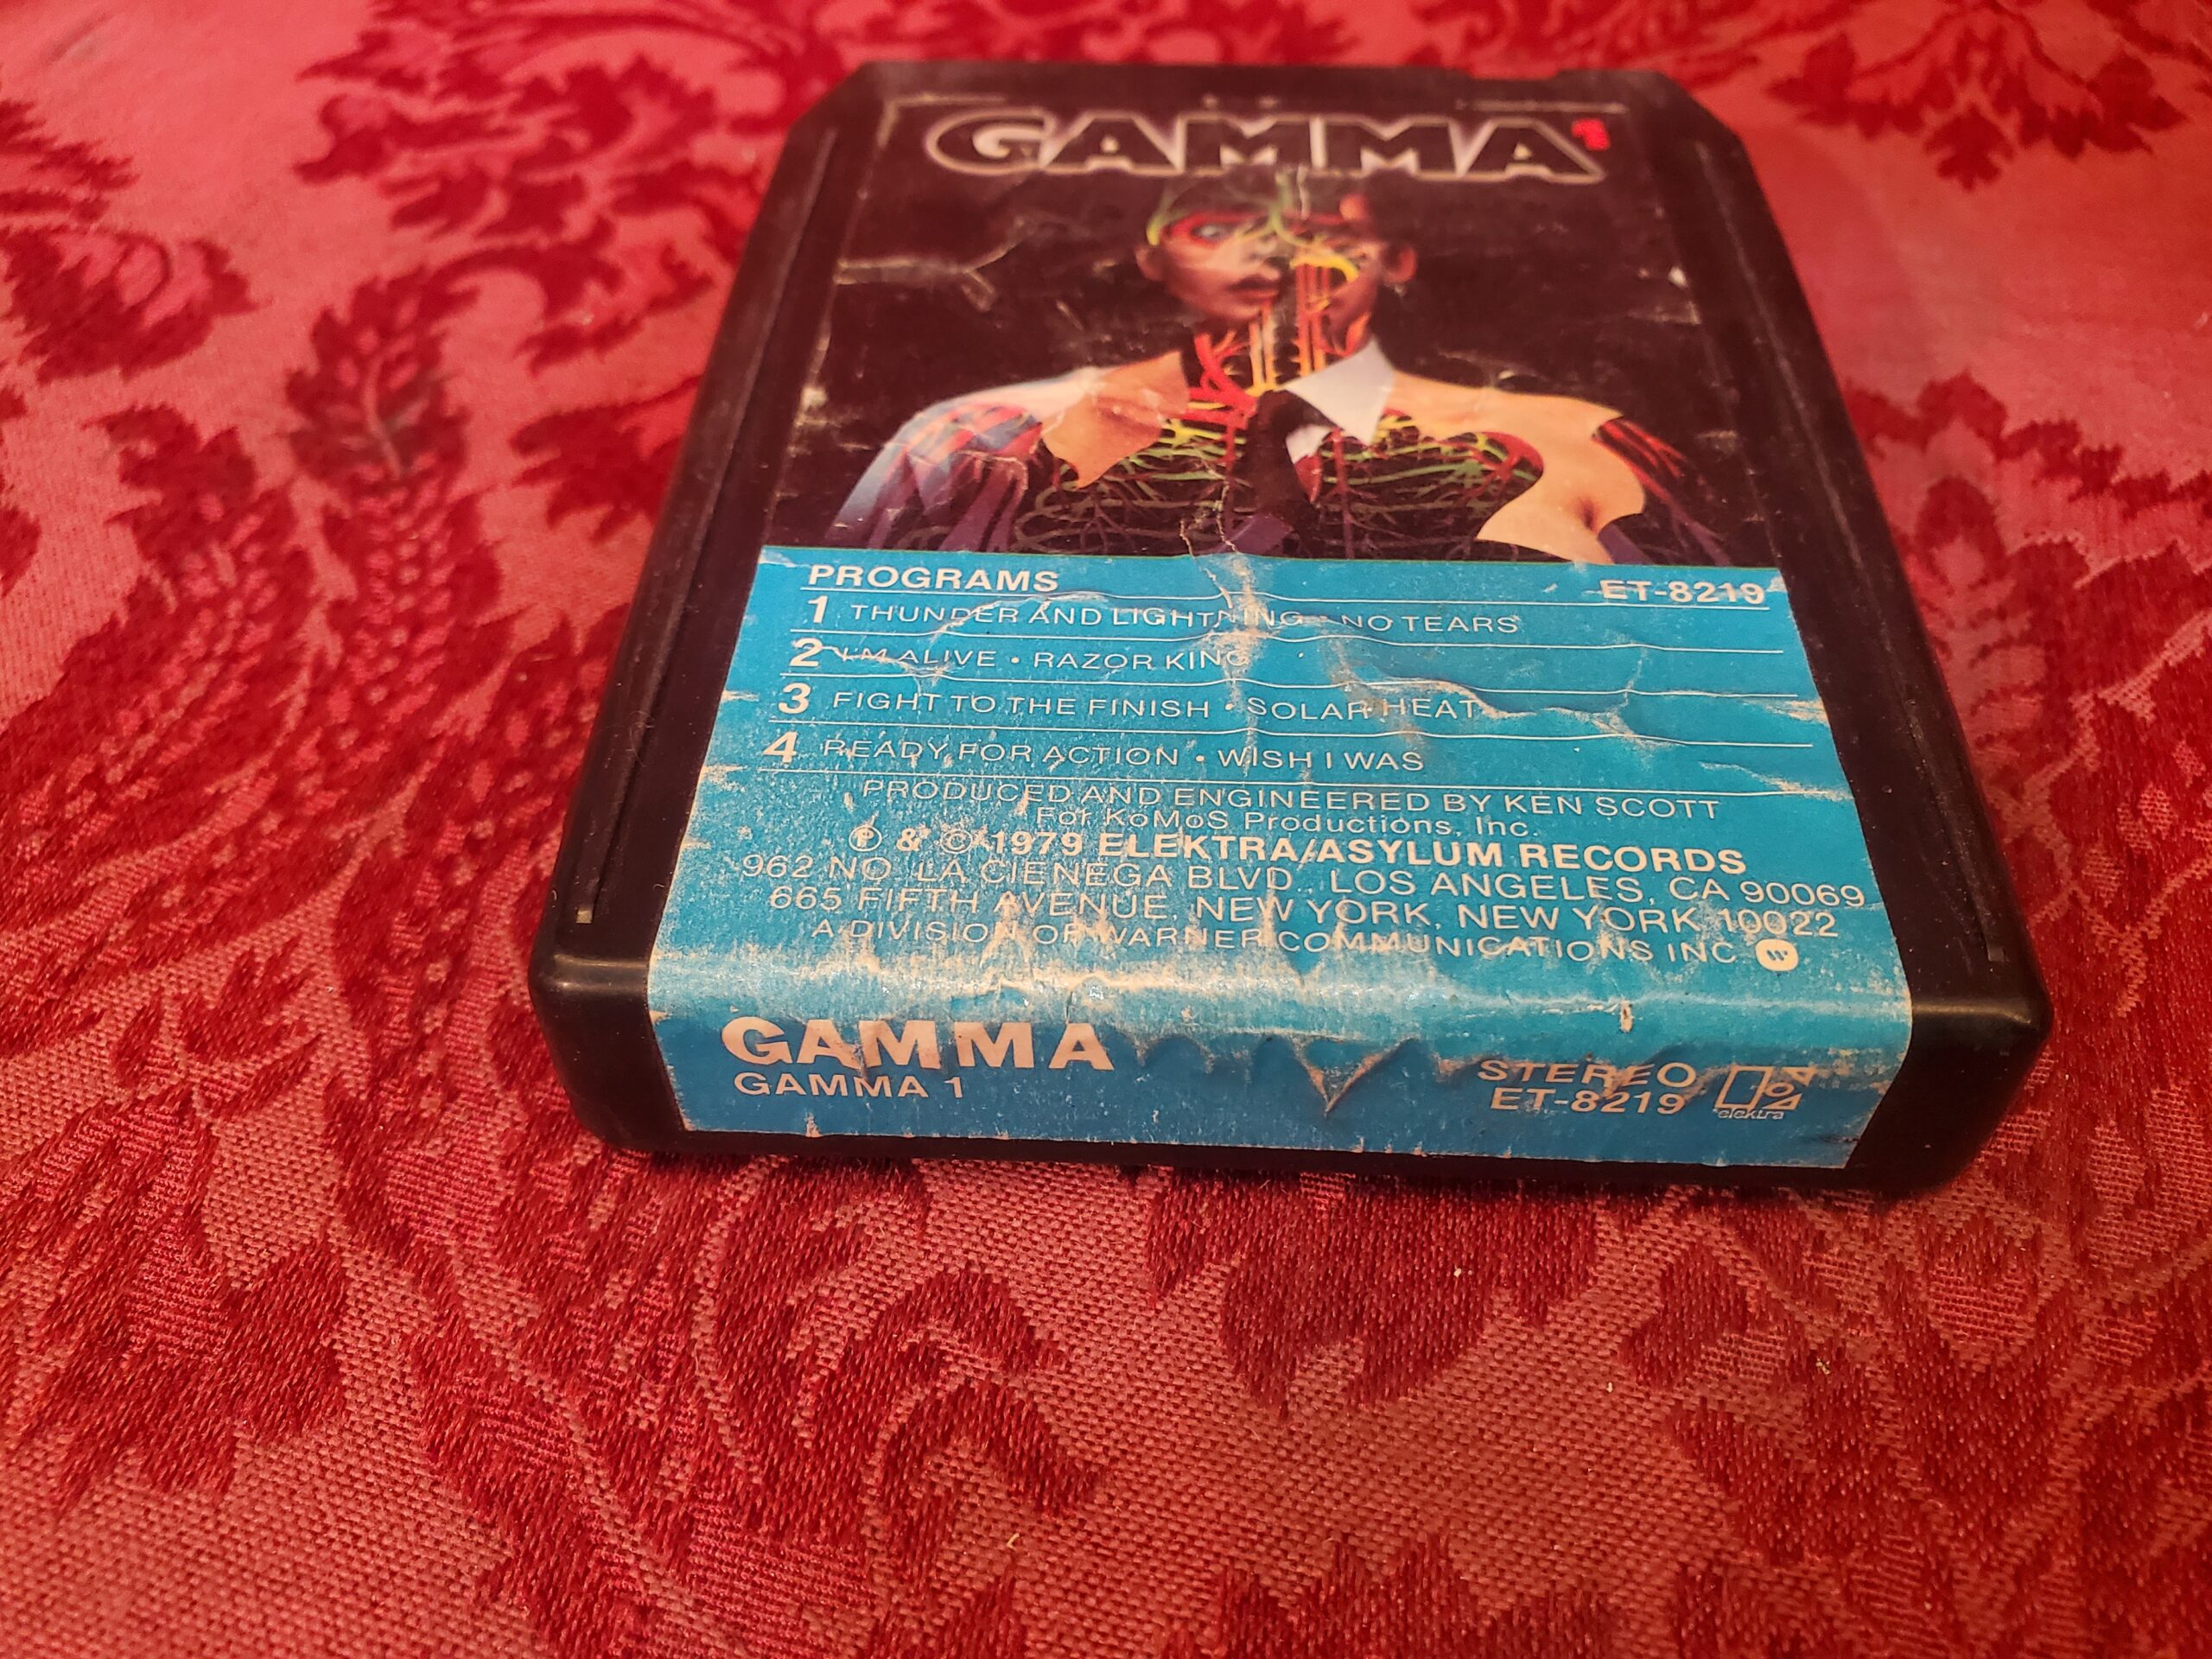 GAMMA 1
PROGRAMS ET-8219
1 THUNDER AND LIGHTNING • NO TEARS
2 I'M ALIVE • RAZOR KING
3 FIGHT TO THE FINISH • SOLAR HEAT
4 READY FOR ACTION • WISH I WAS
PRODUCED AND ENGINEERED BY KEN SCOTT
For KoMoS Productions, Inc.
℗ & © 1979 ELEKTRA/ASYLUM RECORDS
962 NO. LA CIENEGA BLVD., LOS ANGELES, CA 90069
665 FIFTH AVENUE, NEW YORK, NEW YORK 10022
A DIVISION OF WARNER COMMUNICATIONS INC
GAMMA
GAMMA 1
STEREO
ET-8219
elektra